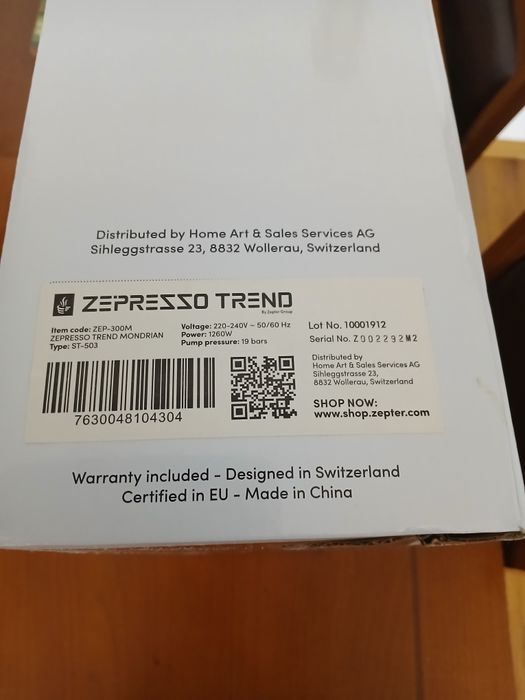 Distributed by Home Art & Sales Services AG
Sihleggstrasse 23, 8832 Wollerau, Switzerland
ZEPRESSO TREND
By Zepter Group
Item code: ZEP-300M
ZEPRESSO TREND MONDRIAN
Type: ST-503
Voltage: 220-240V ~ 50/60 Hz
Power: 1260W
Pump pressure: 19 bars
Lot No. 10001912
Serial No. Z002292M2
Distributed by
Home Art & Sales Services AG
Sihleggstrasse 23,
8832 Wollerau, Switzerland
SHOP NOW:
www.shop.zepter.com
7630048104304
Warranty included - Designed in Switzerland
Certified in EU - Made in China